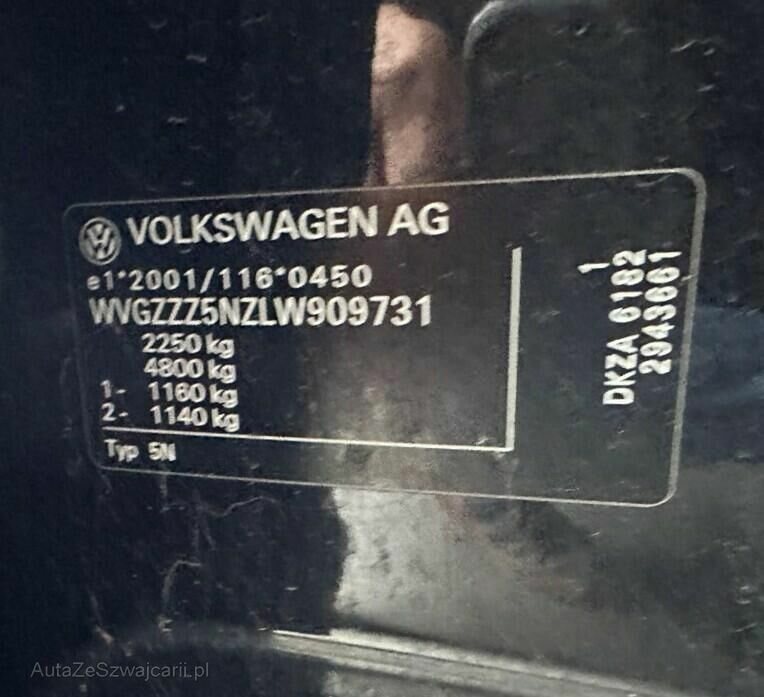 VOLKSWAGEN AG
e1*2001/116*0450
WVGZZZ5NZLW909731
2250 kg
4800 kg
1- 1160 kg
2- 1140 kg
Typ 5N
1
DKZA 6182
2943661
AutaZeSzwajcarii.pl